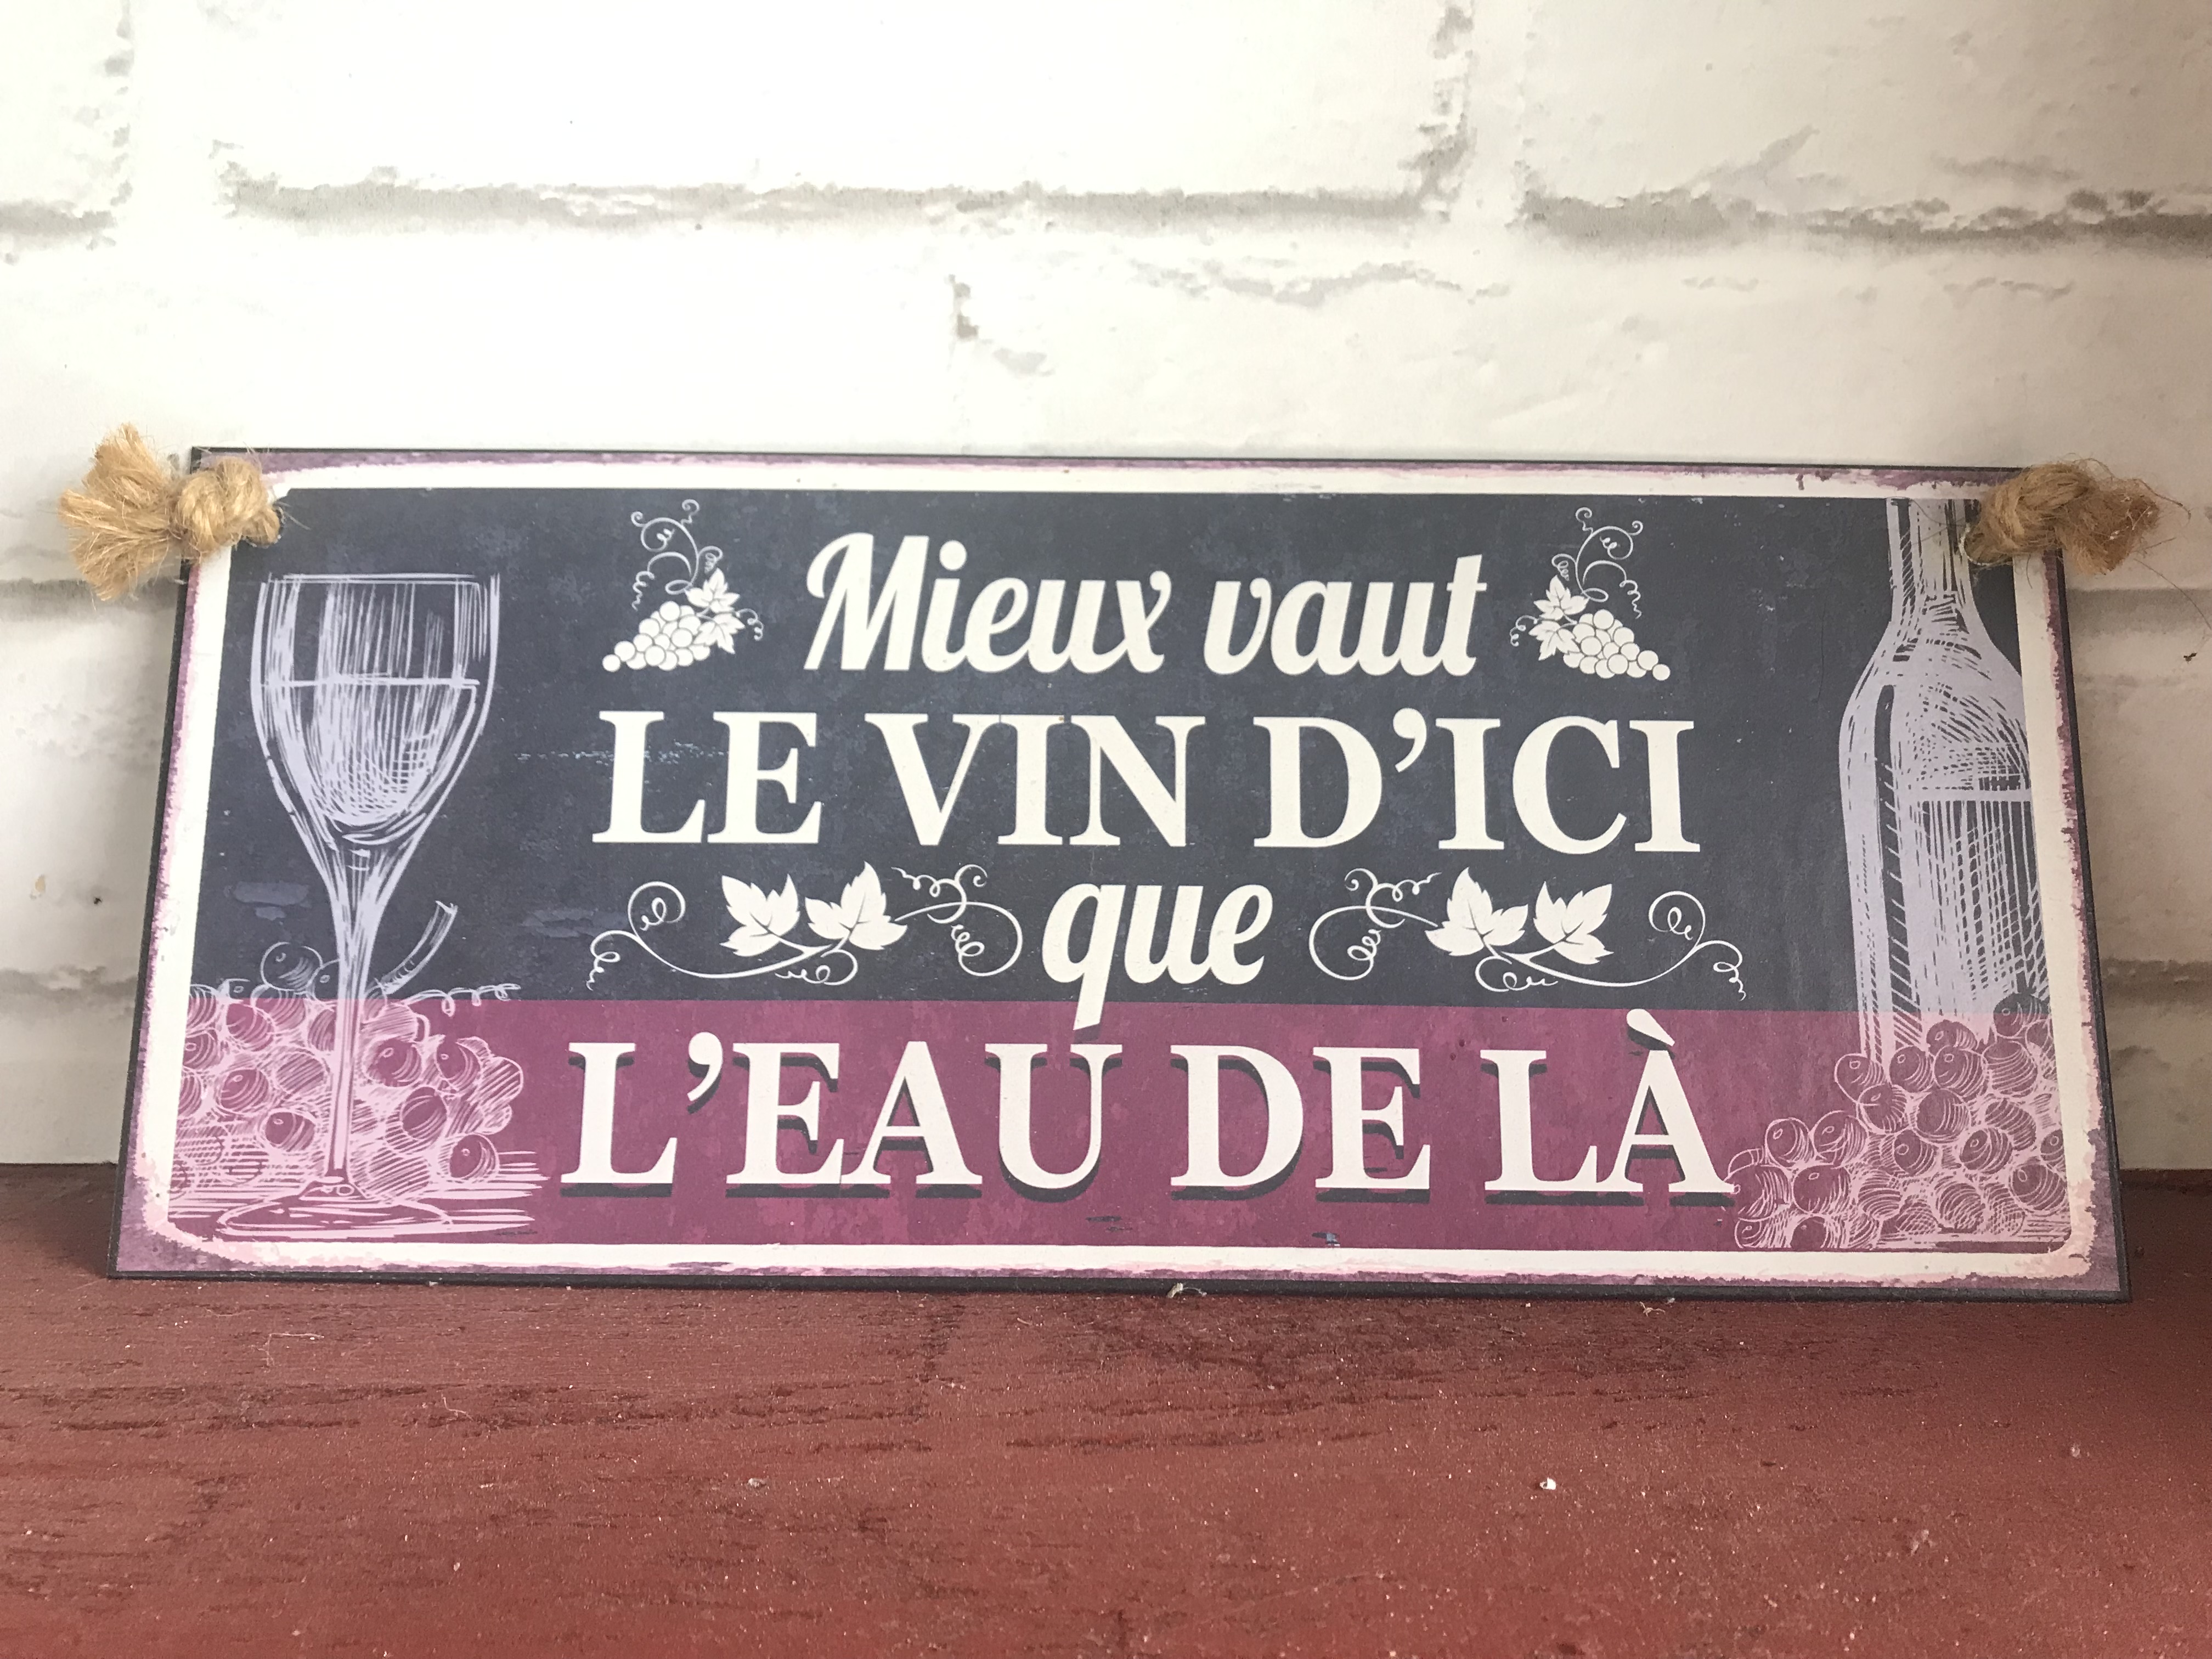 Mieux vaut
LE VIN D’ICI
que
L’EAU DE LÀ